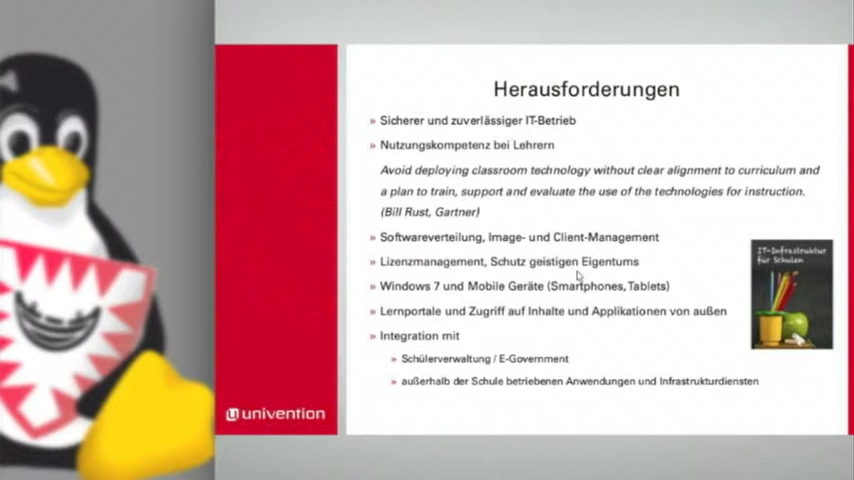 Herausforderungen
» Sicherer und zuverlässiger IT-Betrieb
» Nutzungskompetenz bei Lehrern
Avoid deploying classroom technology without clear alignment to curriculum and
a plan to train, support and evaluate the use of the technologies for instruction.
(Bill Rust, Gartner)
» Softwareverteilung, Image- und Client-Management
» Lizenzmanagement, Schutz geistigen Eigentums
» Windows 7 und Mobile Geräte (Smartphones, Tablets)
» Lernportale und Zugriff auf Inhalte und Applikationen von außen
» Integration mit
» Schülerverwaltung / E-Government
» außerhalb der Schule betriebenen Anwendungen und Infrastrukturdiensten
IT-Infrastruktur
für Schulen
univention